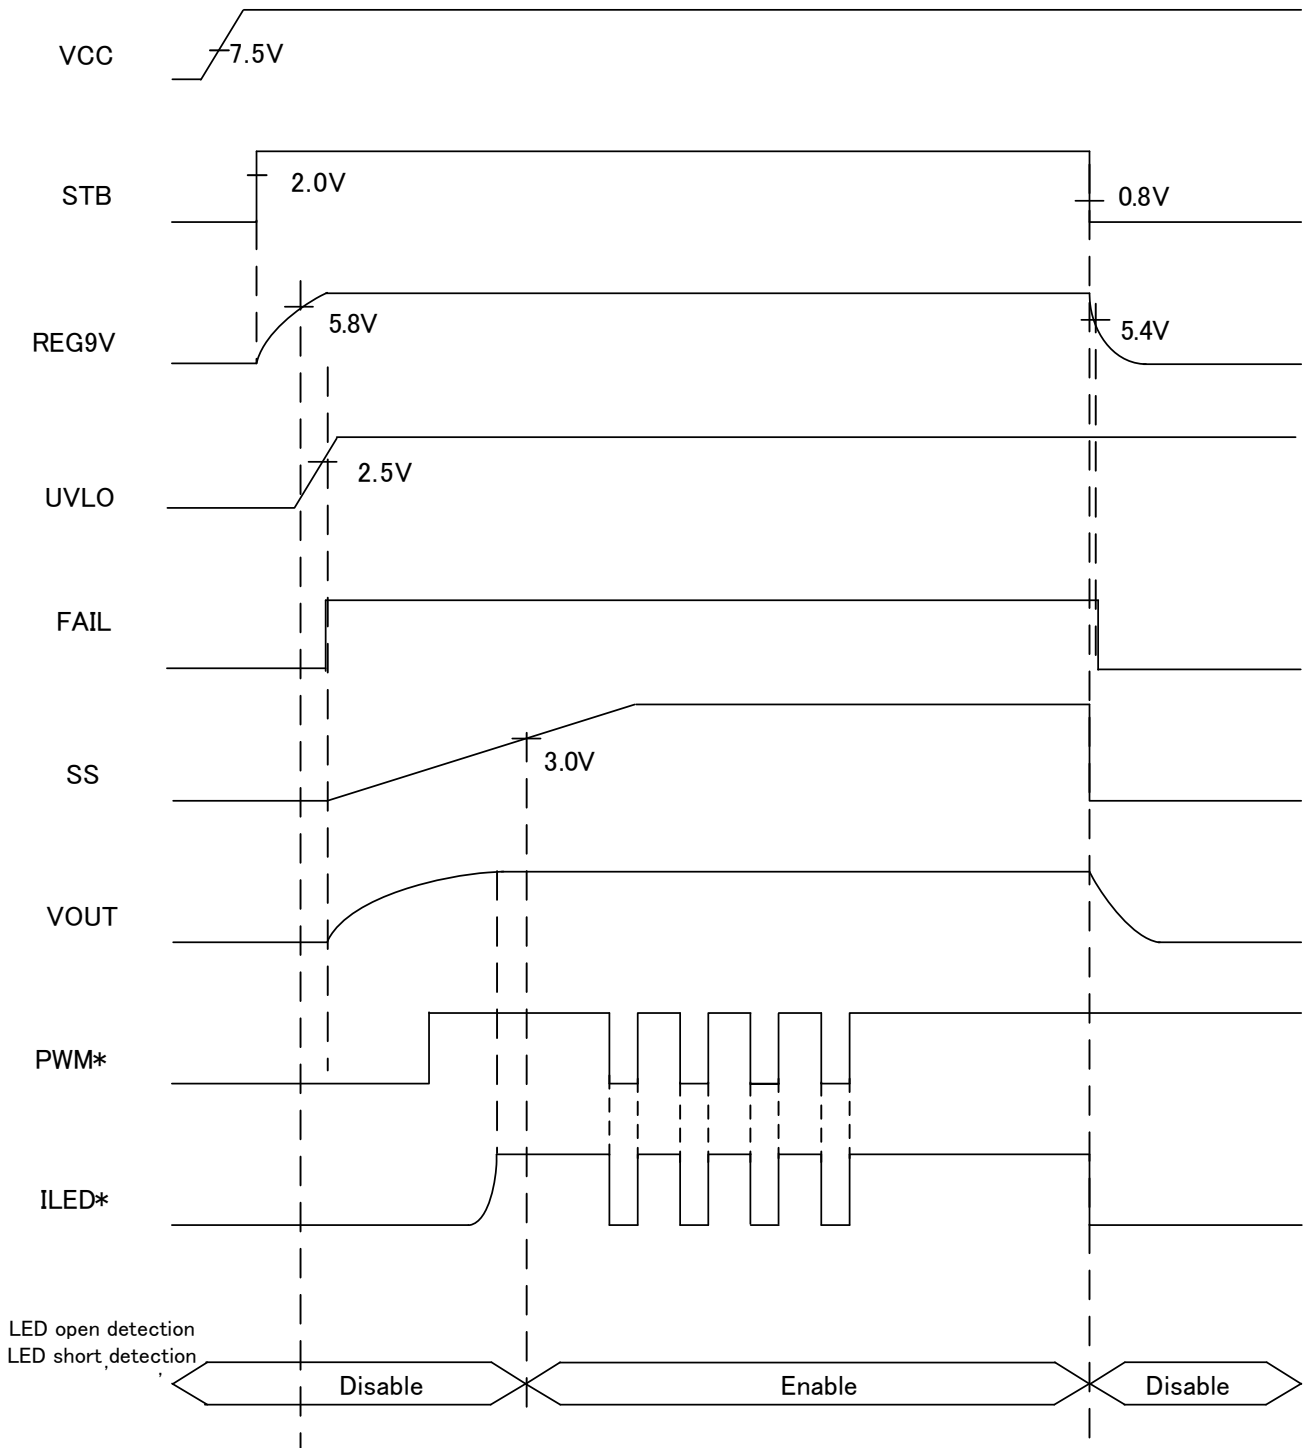 VCC
7.5V
STB
2.0V
0.8V
REG9V
5.8V
5.4V
UVLO
2.5V
FAIL
SS
3.0V
VOUT
PWM*
ILED*
LED open detection
LED short detection
Disable
Enable
Disable